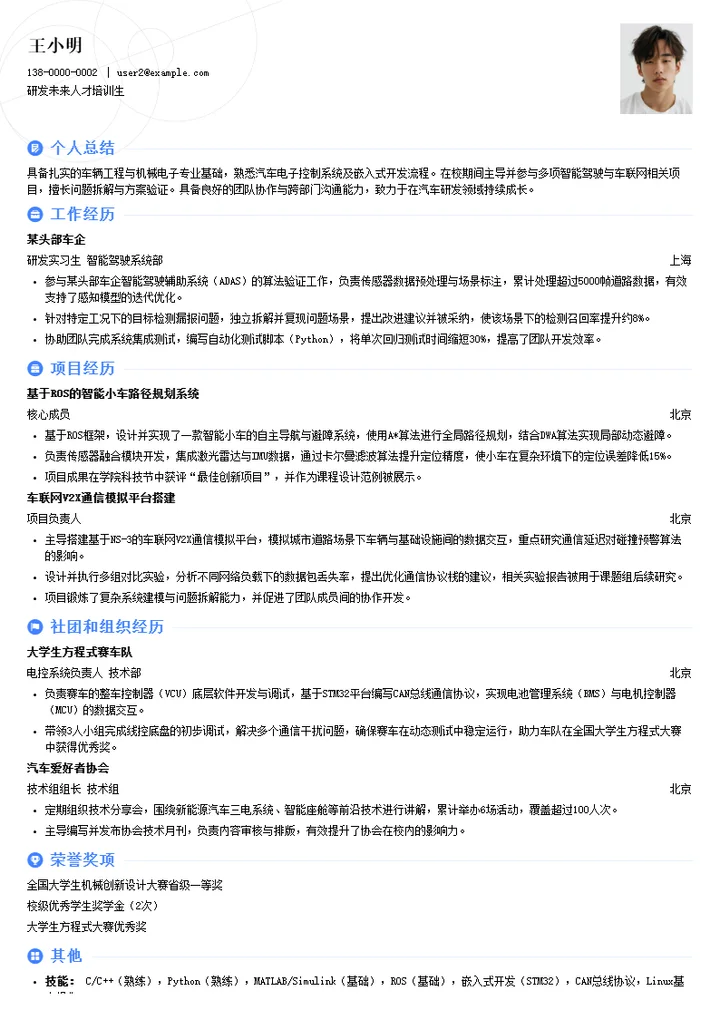 王小明
138-0000-0002 | user2@example.com
研发未来人才培训生
个人总结
具备扎实的车辆工程与机械电子专业基础，熟悉汽车电子控制系统及嵌入式开发流程。在校期间主导并参与多项智能驾驶与车联网相关项
目，擅长问题拆解与方案验证。具备良好的团队协作与跨部门沟通能力，致力于在汽车研发领域持续成长。
工作经历
某头部车企
研发实习生 智能驾驶系统部 上海
• 参与某头部车企智能驾驶辅助系统（ADAS）的算法验证工作，负责传感器数据预处理与场景标注，累计处理超过5000帧道路数据，有效
支持了感知模型的迭代优化。
• 针对特定工况下的目标检测漏报问题，独立拆解并复现问题场景，提出改进建议并被采纳，使该场景下的检测召回率提升约8%。
• 协助团队完成系统集成测试，编写自动化测试脚本（Python），将单次回归测试时间缩短30%，提高了团队开发效率。
项目经历
基于ROS的智能小车路径规划系统
核心成员 北京
• 基于ROS框架，设计并实现了一款智能小车的自主导航与避障系统，使用A*算法进行全局路径规划，结合DWA算法实现局部动态避障。
• 负责传感器融合模块开发，集成激光雷达与IMU数据，通过卡尔曼滤波算法提升定位精度，使小车在复杂环境下的定位误差降低15%。
• 项目成果在学院科技节中获评“最佳创新项目”，并作为课程设计范例被展示。
车联网V2X通信模拟平台搭建
项目负责人 北京
• 主导搭建基于NS-3的车联网V2X通信模拟平台，模拟城市道路场景下车辆与基础设施间的数据交互，重点研究通信延迟对碰撞预警算法
的影响。
• 设计并执行多组对比实验，分析不同网络负载下的数据包丢失率，提出优化通信协议栈的建议，相关实验报告被用于课题组后续研究。
• 项目锻炼了复杂系统建模与问题拆解能力，并促进了团队成员间的协作开发。
社团和组织经历
大学生方程式赛车队
电控系统负责人 技术部 北京
• 负责赛车的整车控制器（VCU）底层软件开发与调试，基于STM32平台编写CAN总线通信协议，实现电池管理系统（BMS）与电机控制器
（MCU）的数据交互。
• 带领3人小组完成线控底盘的初步调试，解决多个通信干扰问题，确保赛车在动态测试中稳定运行，助力车队在全国大学生方程式大赛
中获得优秀奖。
汽车爱好者协会
技术组组长 技术组 北京
• 定期组织技术分享会，围绕新能源汽车三电系统、智能座舱等前沿技术进行讲解，累计举办6场活动，覆盖超过100人次。
• 主导编写并发布协会技术月刊，负责内容审核与排版，有效提升了协会在校内的影响力。
荣誉奖项
全国大学生机械创新设计大赛省级一等奖
校级优秀学生奖学金（2次）
大学生方程式大赛优秀奖
其他
• 技能： C/C++（熟练），Python（熟练），MATLAB/Simulink（基础），ROS（基础），嵌入式开发（STM32），CAN总线协议，Linux基